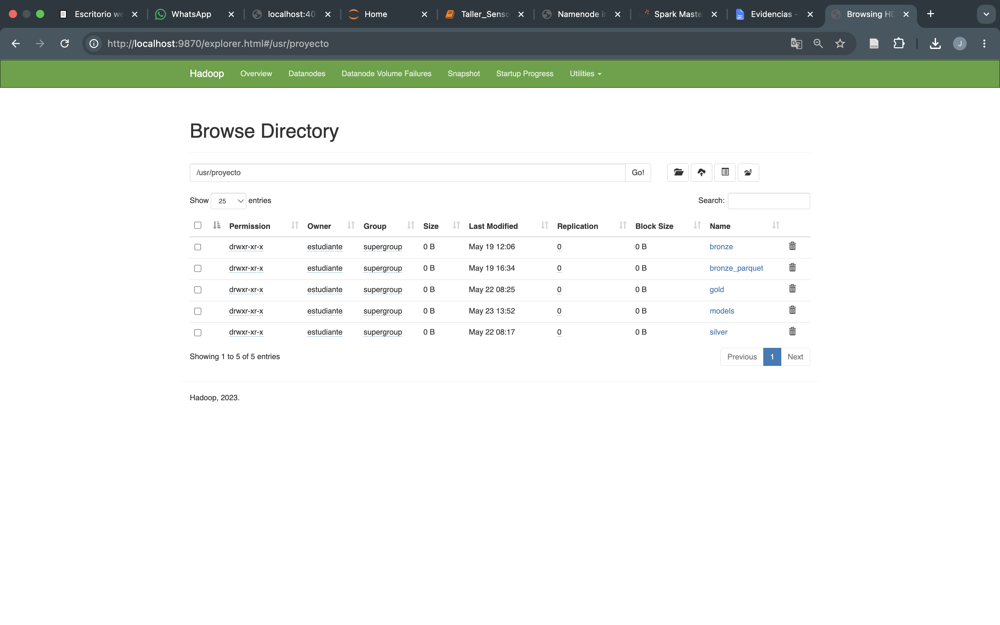 Escritorio we
WhatsApp
localhost:40
Home
Taller_Senso
Namenode in
Spark Maste
Evidencias -
Browsing HD
http://localhost:9870/explorer.html#/usr/proyecto
J
Hadoop Overview Datanodes Datanode Volume Failures Snapshot Startup Progress Utilities
Browse Directory
/usr/proyecto Go!
Show 25 entries Search:
Permission Owner Group Size Last Modified Replication Block Size Name
drwxr-xr-x estudiante supergroup 0 B May 19 12:06 0 0 B bronze
drwxr-xr-x estudiante supergroup 0 B May 19 16:34 0 0 B bronze_parquet
drwxr-xr-x estudiante supergroup 0 B May 22 08:25 0 0 B gold
drwxr-xr-x estudiante supergroup 0 B May 23 13:52 0 0 B models
drwxr-xr-x estudiante supergroup 0 B May 22 08:17 0 0 B silver
Showing 1 to 5 of 5 entries Previous 1 Next
Hadoop, 2023.